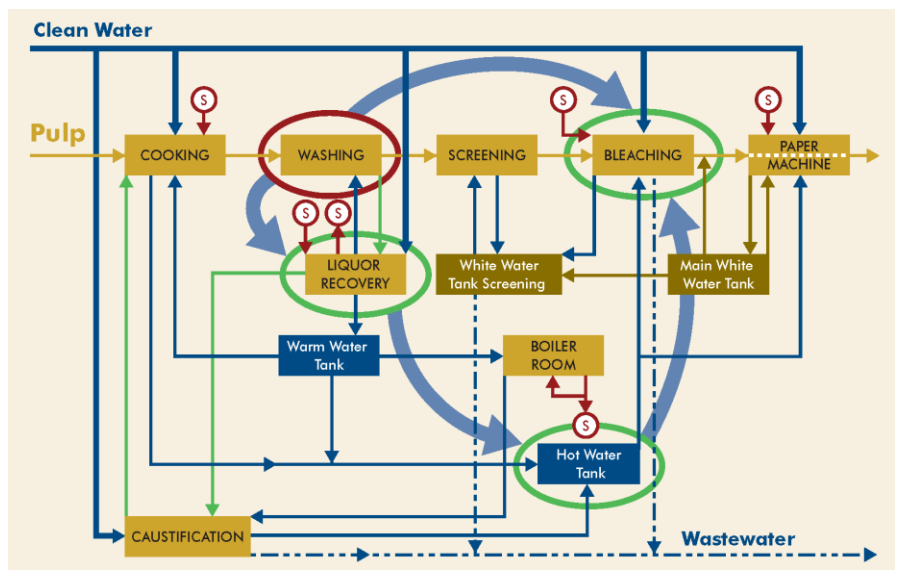 Clean Water
S
S
S
Pulp
COOKING
WASHING
SCREENING
BLEACHING
PAPER
MACHINE
S
S
LIQUOR
RECOVERY
White Water
Tank Screening
Main White
Water Tank
Warm Water
Tank
BOILER
ROOM
S
Hot Water
Tank
CAUSTIFICATION
Wastewater